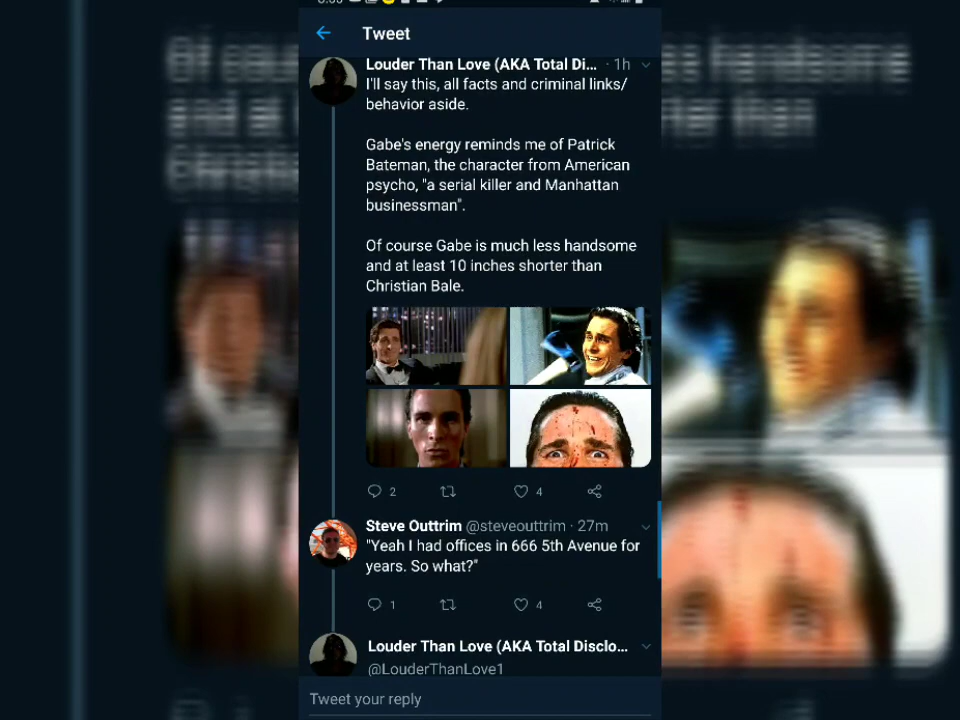 Tweet
Louder Than Love (AKA Total Di... · 1h
I'll say this, all facts and criminal links/
behavior aside.
Gabe's energy reminds me of Patrick
Bateman, the character from American
psycho, "a serial killer and Manhattan
businessman".
Of course Gabe is much less handsome
and at least 10 inches shorter than
Christian Bale.
2 4
Steve Outtrim @steveouttrim · 27m
"Yeah I had offices in 666 5th Avenue for
years. So what?"
1 4
Louder Than Love (AKA Total Disclo...
@LouderThanLove1
Tweet your reply